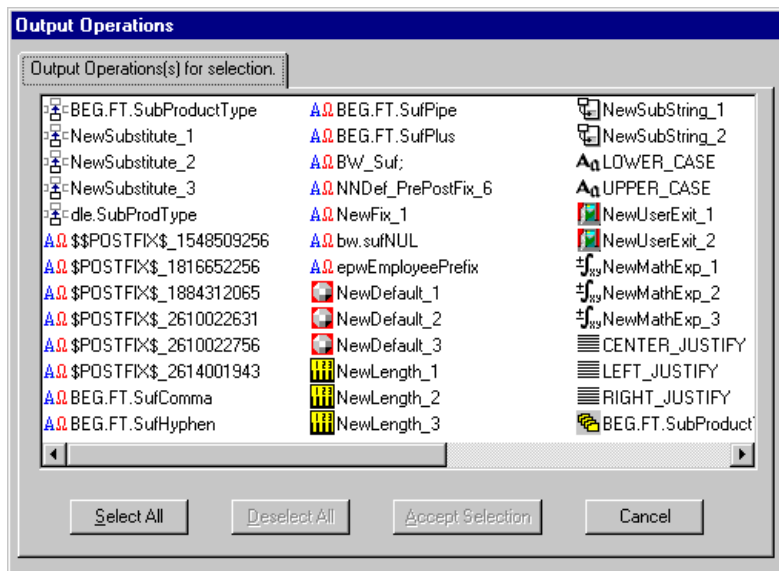 Output Operations
Output Operations(s) for selection.
BEG.FT.SubProductType
NewSubstitute_1
NewSubstitute_2
NewSubstitute_3
dle.SubProdType
$$POSTFIX$_1548509256
$POSTFIX$_1816652256
$POSTFIX$_1884312065
$POSTFIX$_2610022631
$POSTFIX$_2610022756
$POSTFIX$_2614001943
BEG.FT.SufComma
BEG.FT.SufHyphen
BEG.FT.SufPipe
BEG.FT.SufPlus
BW_Suf;
NNDef_PrePostFix_6
NewFix_1
bw.sufNUL
epwEmployeePrefix
NewDefault_1
NewDefault_2
NewDefault_3
NewLength_1
NewLength_2
NewLength_3
NewSubString_1
NewSubString_2
LOWER_CASE
UPPER_CASE
NewUserExit_1
NewUserExit_2
NewMathExp_1
NewMathExp_2
NewMathExp_3
CENTER_JUSTIFY
LEFT_JUSTIFY
RIGHT_JUSTIFY
BEG.FT.SubProduct
Select All
Deselect All
Accept Selection
Cancel